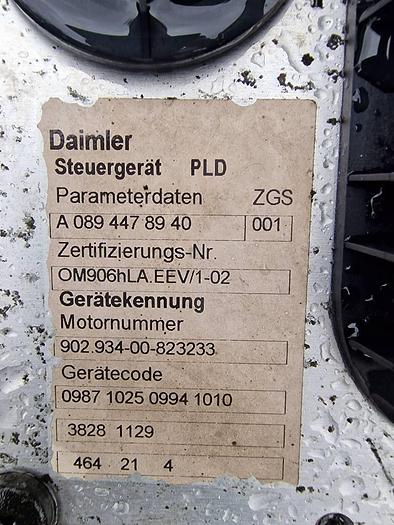 Daimler
Steuergerät PLD
Parameterdaten ZGS
A 089 447 89 40 001
Zertifizierungs-Nr.
OM906hLA.EEV/1-02
Gerätekennung
Motornummer
902.934-00-823233
Gerätecode
0987 1025 0994 1010
3828 1129
464 21 4